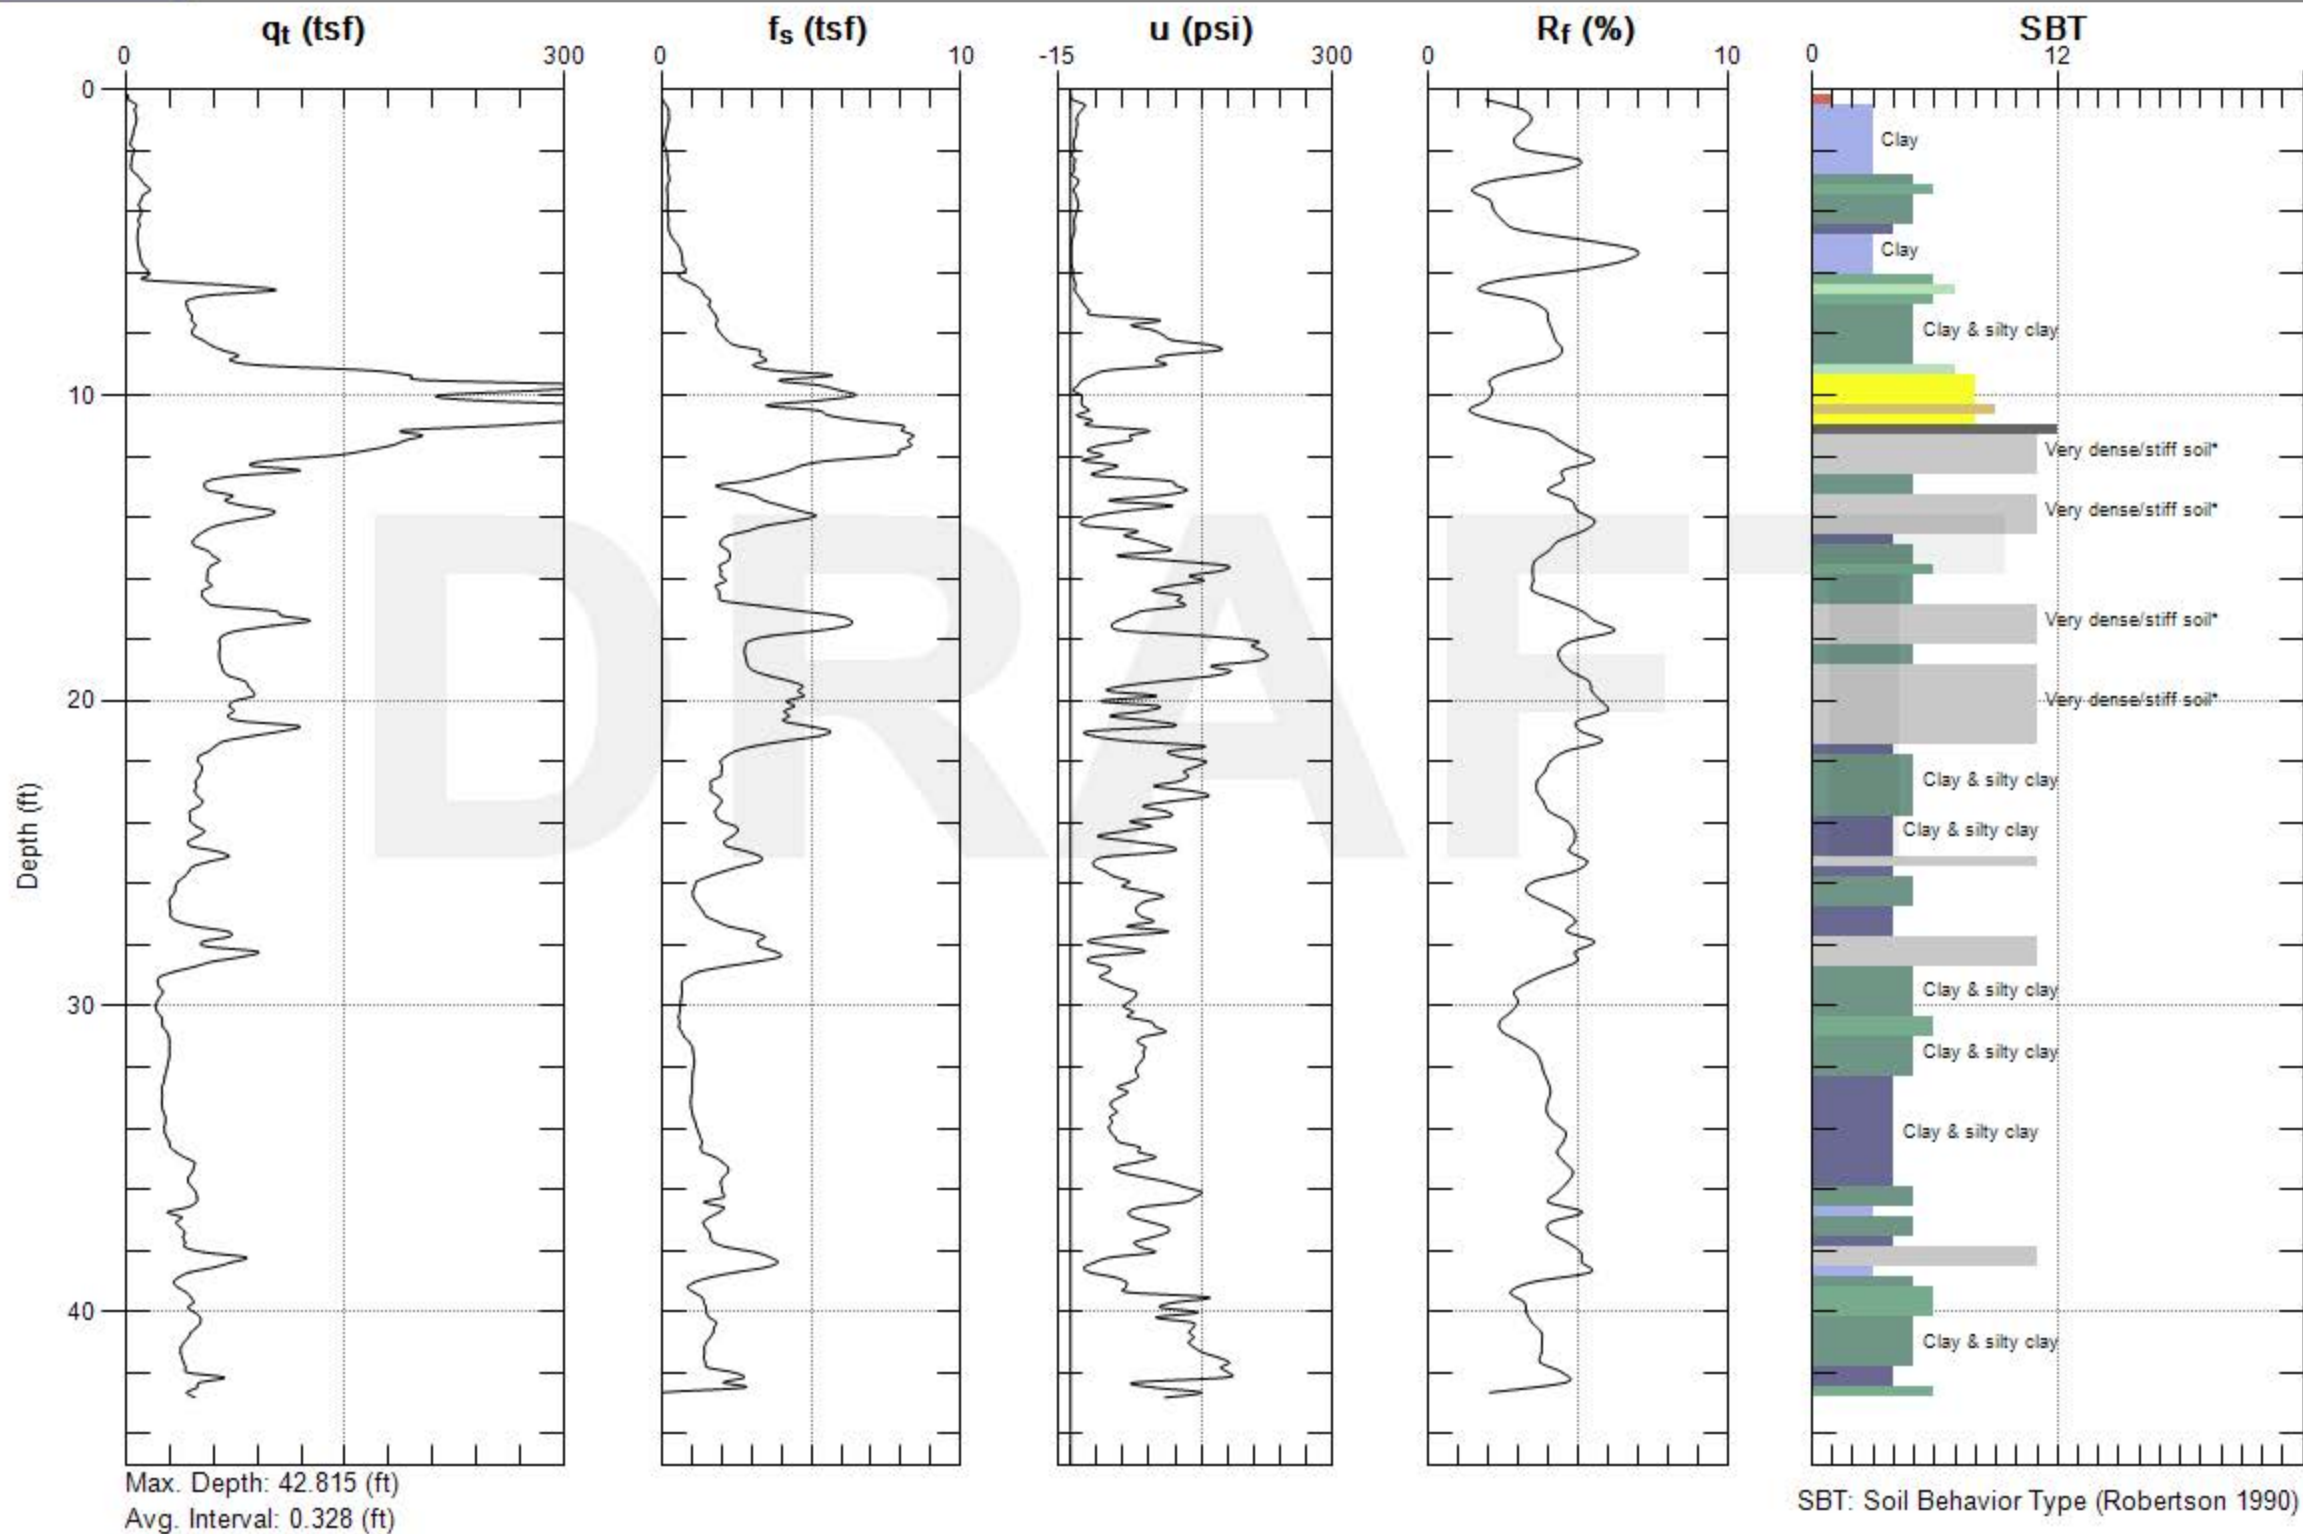 qt (tsf)
fs (tsf)
u (psi)
Rf (%)
SBT
0 300
0 10
-15 300
0 10
0 12
0
10
20
30
40
Depth (ft)
Clay
Clay
Clay & silty clay
Very dense/stiff soil*
Very dense/stiff soil*
Very dense/stiff soil*
Very dense/stiff soil*
Clay & silty clay
Clay & silty clay
Clay & silty clay
Clay & silty clay
Clay & silty clay
Clay & silty clay
DRAFT
Max. Depth: 42.815 (ft)
Avg. Interval: 0.328 (ft)
SBT: Soil Behavior Type (Robertson 1990)